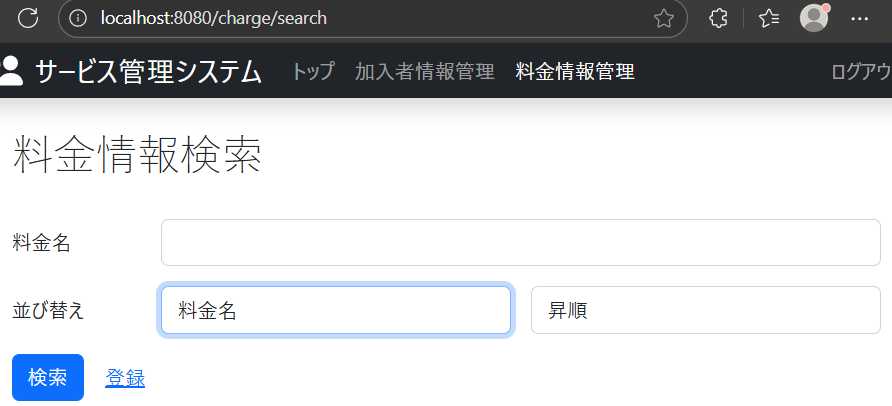 localhost:8080/charge/search
サービス管理システム トップ 加入者情報管理 料金情報管理 ログアウ
料金情報検索
料金名
並び替え 料金名 昇順
検索 登録